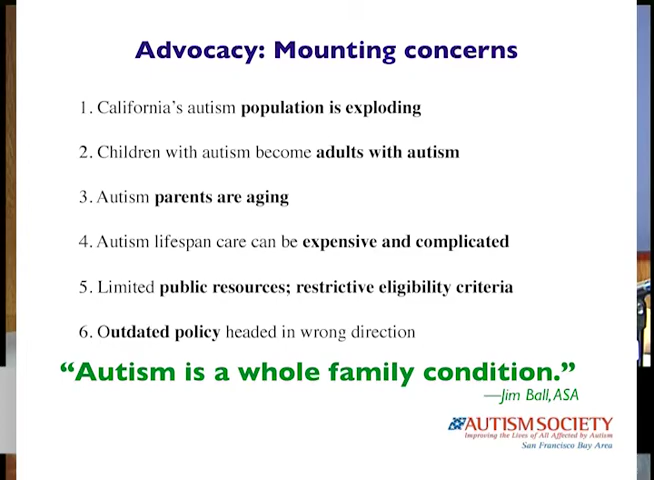 Advocacy: Mounting concerns
1. California's autism population is exploding
2. Children with autism become adults with autism
3. Autism parents are aging
4. Autism lifespan care can be expensive and complicated
5. Limited public resources; restrictive eligibility criteria
6. Outdated policy headed in wrong direction
“Autism is a whole family condition.”
—Jim Ball, ASA
AUTISM SOCIETY
Improving the Lives of All Affected by Autism
San Francisco Bay Area